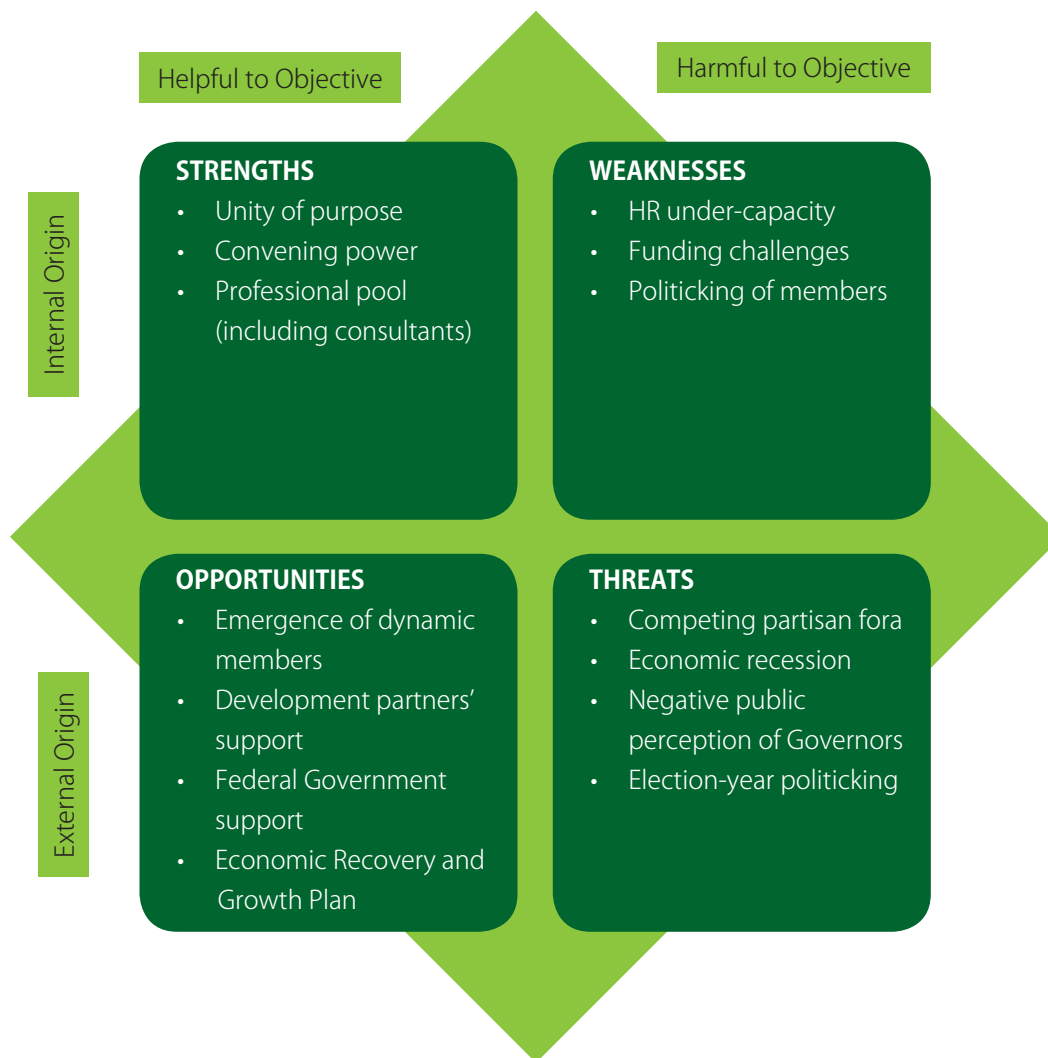 Helpful to Objective
Harmful to Objective
Internal Origin
STRENGTHS
• Unity of purpose
• Convening power
• Professional pool
(including consultants)
WEAKNESSES
• HR under-capacity
• Funding challenges
• Politicking of members
External Origin
OPPORTUNITIES
• Emergence of dynamic
members
• Development partners’
support
• Federal Government
support
• Economic Recovery and
Growth Plan
THREATS
• Competing partisan fora
• Economic recession
• Negative public
perception of Governors
• Election-year politicking